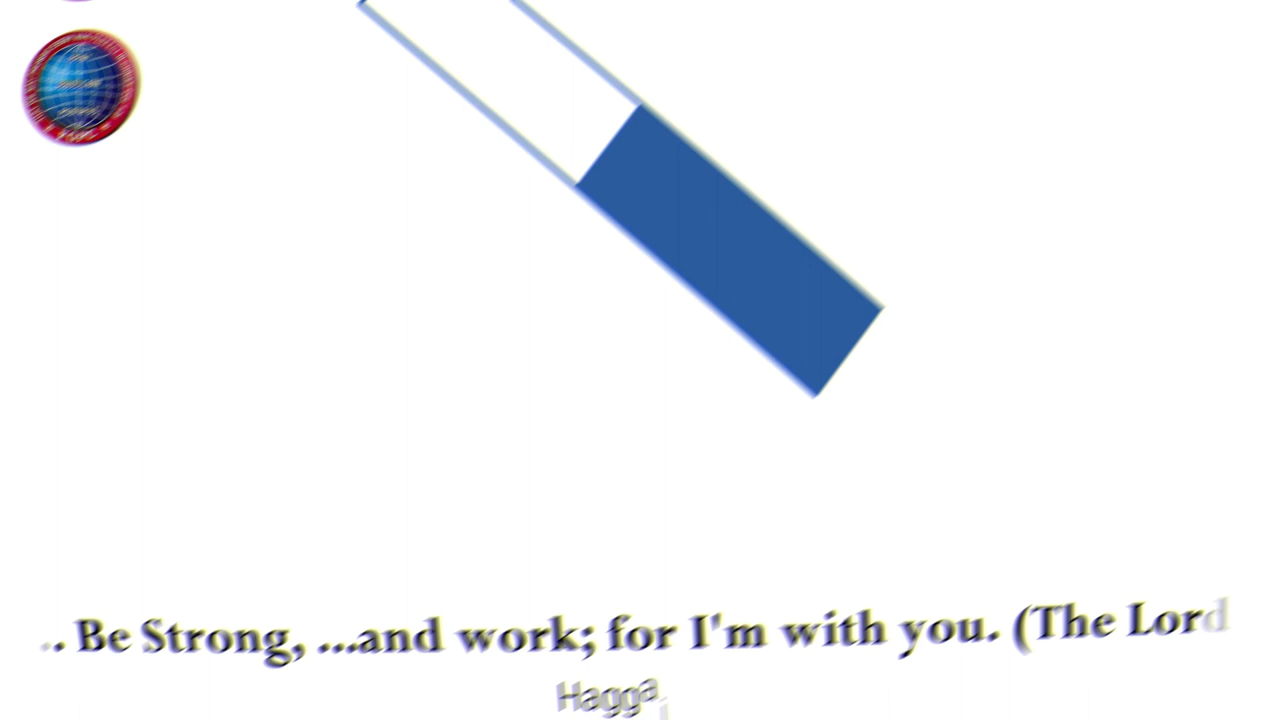 .. Be Strong, ...and work; for I'm with you. (The Lord
Hagga